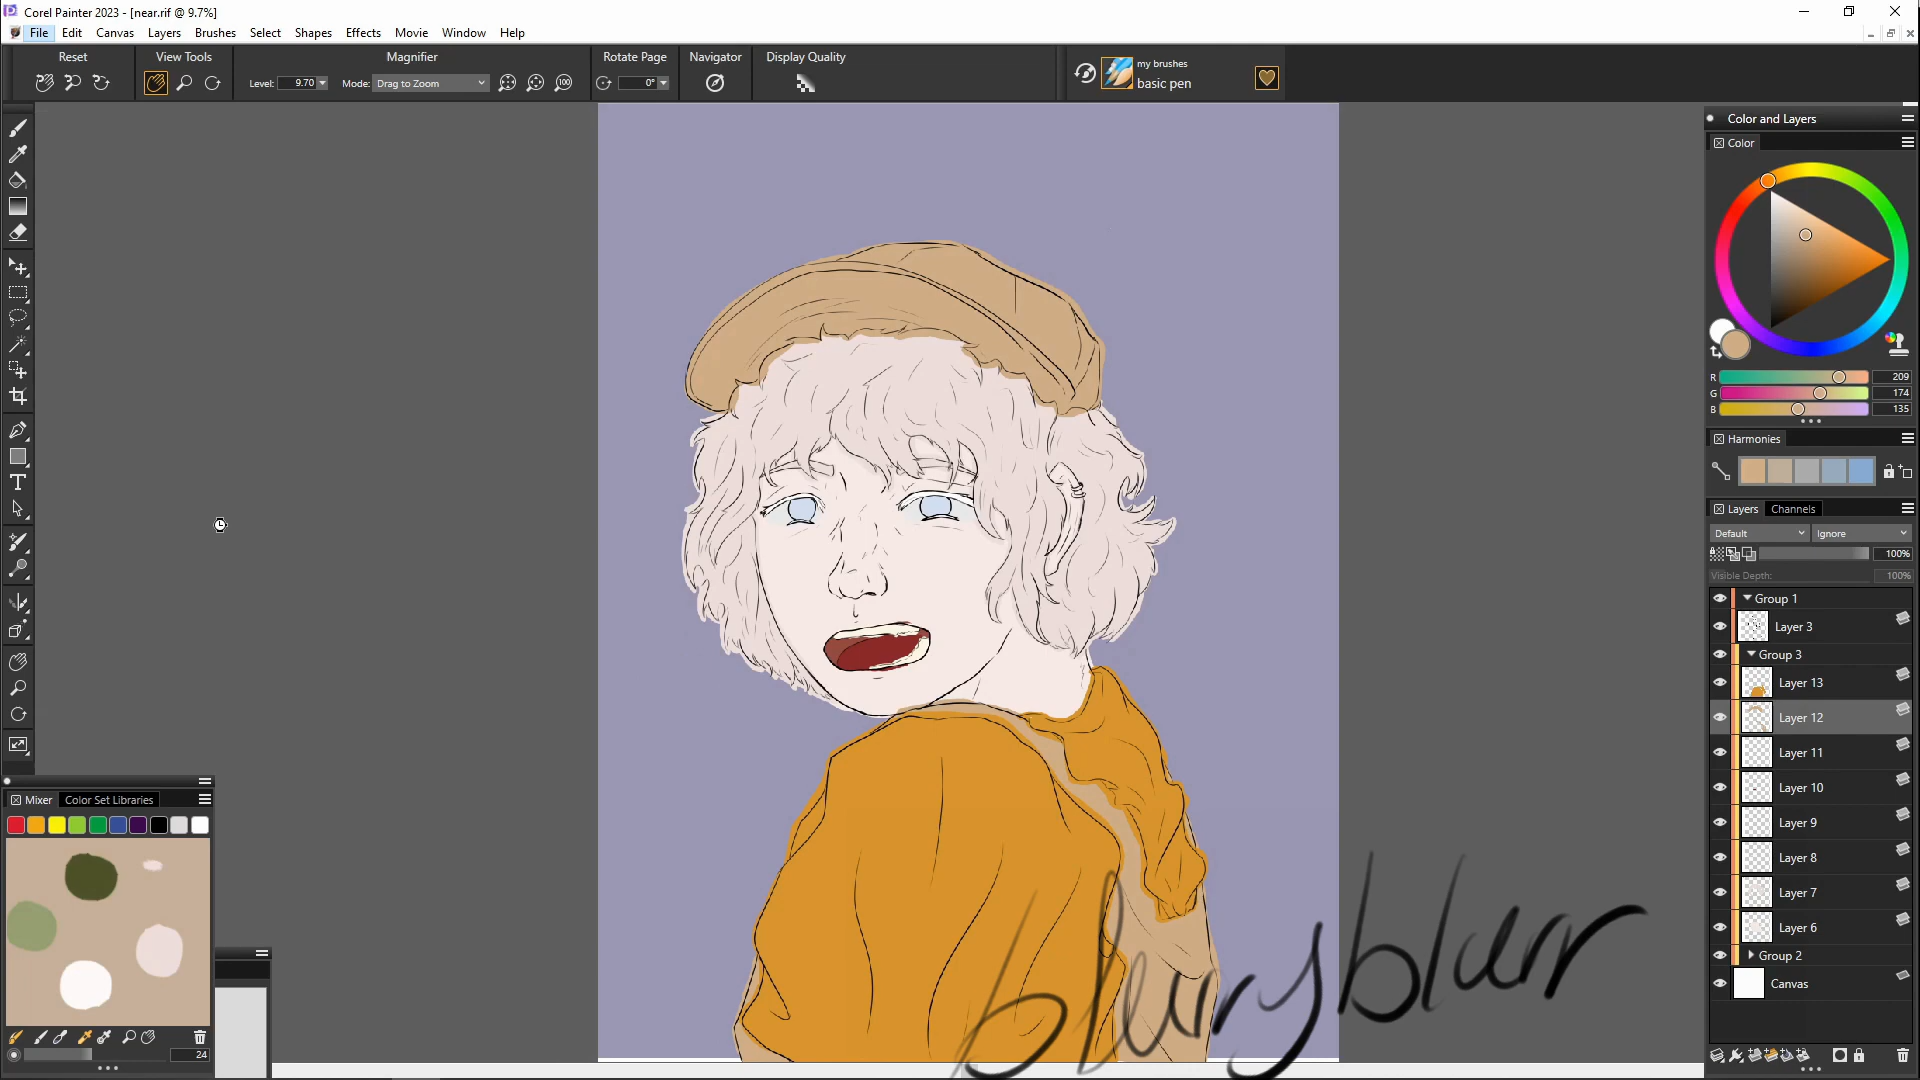 Corel Painter 2023 - [near.rif @ 9.7%]
File Edit Canvas Layers Brushes Select Shapes Effects Movie Window Help
Reset View Tools Magnifier Rotate Page Navigator Display Quality
my brushes
basic pen
Level: 9.70 Mode: Drag to Zoom 100 0°
Color and Layers
Color
R 209
G 174
B 135
Harmonies
Layers Channels
Default Ignore
100%
Visible Depth: 100%
Group 1
Layer 3
Group 3
Layer 13
Layer 12
Layer 11
Layer 10
Layer 9
Layer 8
Layer 7
Layer 6
Group 2
Canvas
Mixer Color Set Libraries
24
blurryblurr